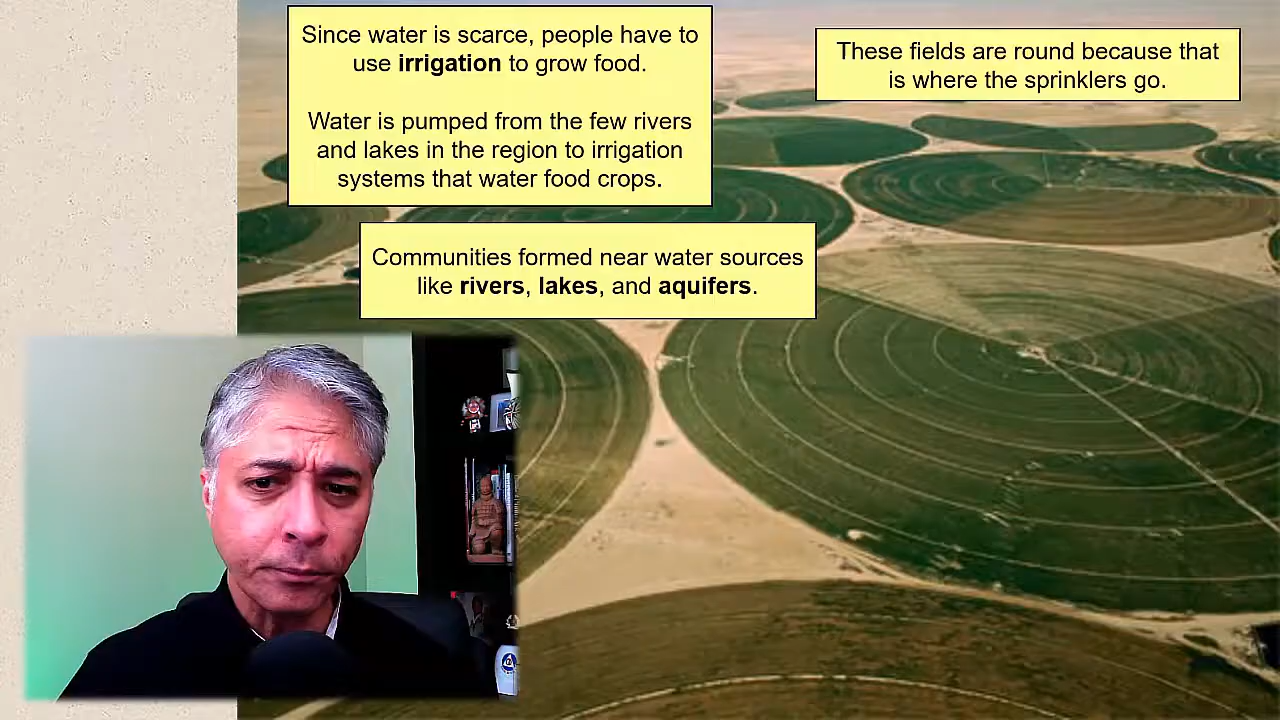 Since water is scarce, people have to
use irrigation to grow food.
Water is pumped from the few rivers
and lakes in the region to irrigation
systems that water food crops.
These fields are round because that
is where the sprinklers go.
Communities formed near water sources
like rivers, lakes, and aquifers.